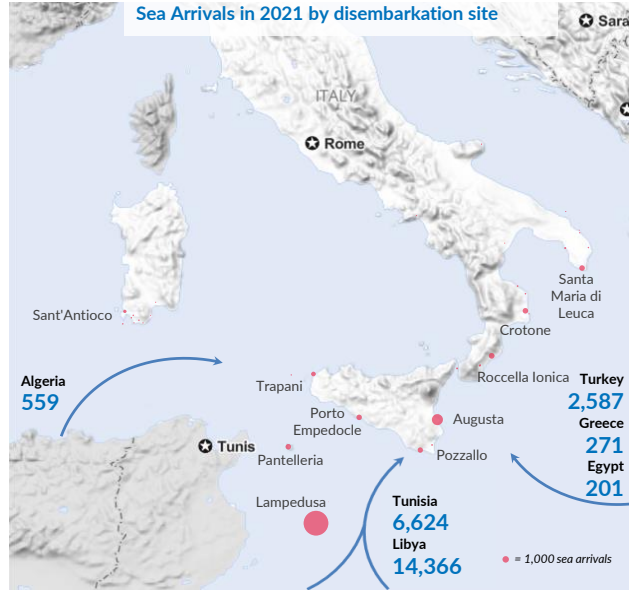 Sea Arrivals in 2021 by disembarkation site
Sara
ITALY
Rome
Santa
Maria di
Leuca
Sant'Antioco
Crotone
Roccella Ionica
Algeria
559
Trapani
Turkey
2,587
Porto
Empedocle
Augusta
Greece
271
Tunis
Pantelleria
Pozzallo
Egypt
201
Lampedusa
Tunisia
6,624
Libya
14,366
= 1,000 sea arrivals